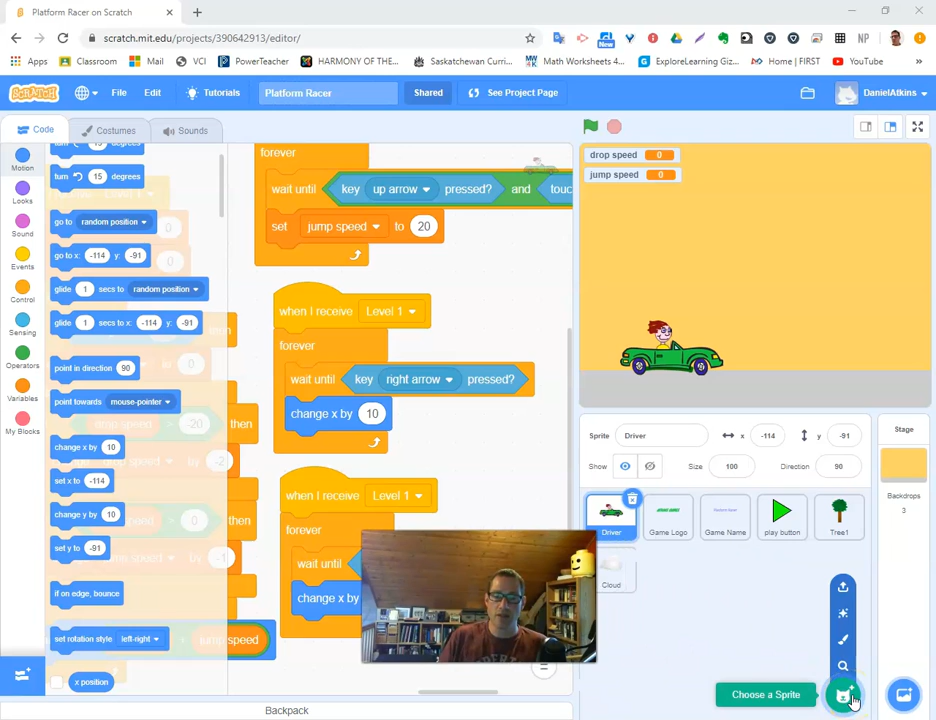 Platform Racer on Scratch
scratch.mit.edu/projects/390642913/editor/
New
Apps Classroom Mail VCI PowerTeacher HARMONY OF THE... Saskatchewan Curri... Math Worksheets 4... ExploreLearning Giz... Home | FIRST YouTube »
NP
SCRATCH File Edit Tutorials Platform Racer Shared See Project Page DanielAtkins
Code Costumes Sounds
Motion
Looks
Sound
Events
Control
Sensing
Operators
Variables
My Blocks
turn 15 degrees
turn 15 degrees
go to random position
go to x: -114 y: -91
glide 1 secs to random position
glide 1 secs to x: -114 y: -91
point in direction 90
point towards mouse-pointer
change x by 10
set x to -114
change y by 10
set y to -91
if on edge, bounce
set rotation style left-right
x position
forever
wait until key up arrow pressed? and
set jump speed to 20
when I receive Level 1
forever
wait until key right arrow pressed?
change x by 10
when I receive Level 1
forever
wait until
change x by
then
then
Backpack
drop speed 0
jump speed 0
Sprite Driver x -114 y -91
Show Size 100 Direction 90
Driver Game Logo Game Name play button Tree1
Cloud
Choose a Sprite
Stage
Backdrops
3